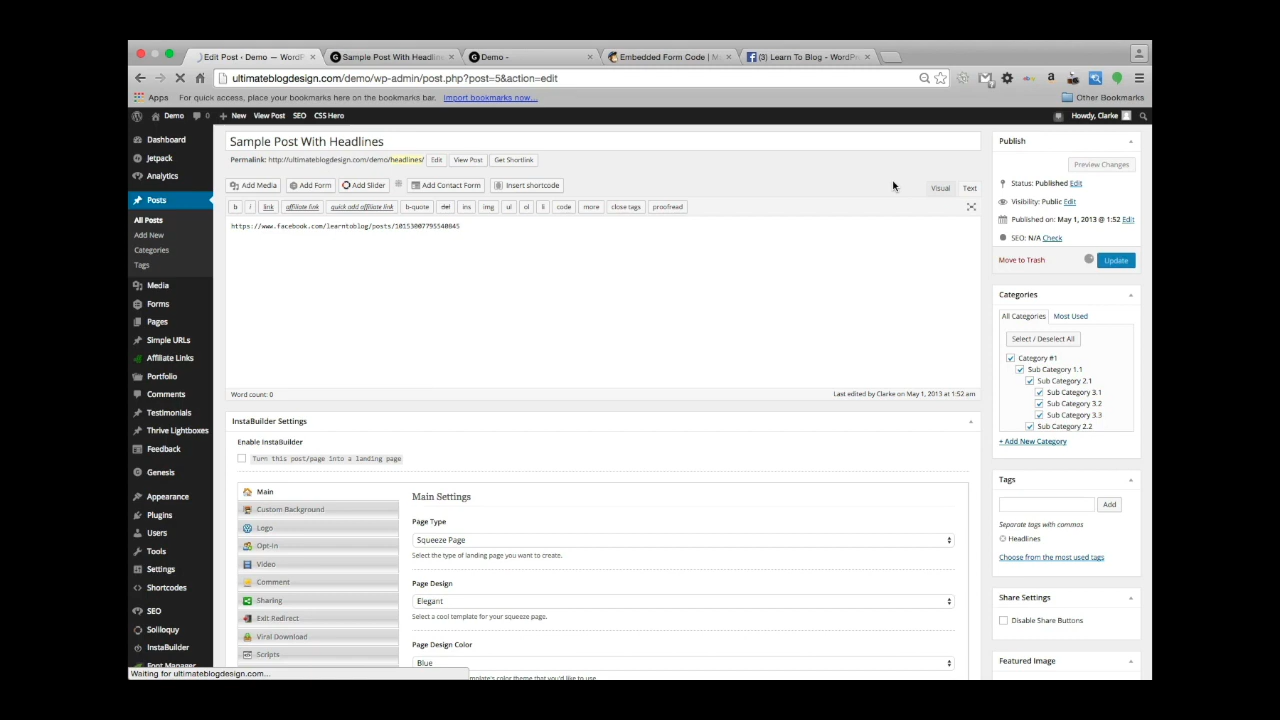 Edit Post ‹ Demo — WordP
Sample Post With Headlin
Demo -
Embedded Form Code | M
(3) Learn To Blog - WordPr
ultimateblogdesign.com/demo/wp-admin/post.php?post=5&action=edit
Apps For quick access, place your bookmarks here on the bookmarks bar. Import bookmarks now... Other Bookmarks
Demo 0 + New View Post SEO CSS Hero Howdy, Clarke
Dashboard
Jetpack
Analytics
Posts
All Posts
Add New
Categories
Tags
Media
Forms
Pages
Simple URLs
Affiliate Links
Portfolio
Comments
Testimonials
Thrive Lightboxes
Feedback
Genesis
Appearance
Plugins
Users
Tools
Settings
Shortcodes
SEO
Soliloquy
InstaBuilder
Font Manager
Waiting for ultimateblogdesign.com...
Sample Post With Headlines
Permalink: http://ultimateblogdesign.com/demo/headlines/ Edit View Post Get Shortlink
Add Media Add Form Add Slider Add Contact Form Insert shortcode Visual Text
b i link affiliate link quick add affiliate link b-quote del ins img ul ol li code more close tags proofread
https://www.facebook.com/learntoblog/posts/10153007795540845
Word count: 0 Last edited by Clarke on May 1, 2013 at 1:52 am
InstaBuilder Settings
Enable InstaBuilder
Turn this post/page into a landing page
Main
Custom Background
Logo
Opt-In
Video
Comment
Sharing
Exit Redirect
Viral Download
Scripts
Main Settings
Page Type
Squeeze Page
Select the type of landing page you want to create.
Page Design
Elegant
Select a cool template for your squeeze page.
Page Design Color
Blue
template's color theme that you'd like to use.
Publish
Preview Changes
Status: Published Edit
Visibility: Public Edit
Published on: May 1, 2013 @ 1:52 Edit
SEO: N/A Check
Move to Trash Update
Categories
All Categories Most Used
Select / Deselect All
Category #1
Sub Category 1.1
Sub Category 2.1
Sub Category 3.1
Sub Category 3.2
Sub Category 3.3
Sub Category 2.2
+ Add New Category
Tags
Add
Separate tags with commas
Headlines
Choose from the most used tags
Share Settings
Disable Share Buttons
Featured Image